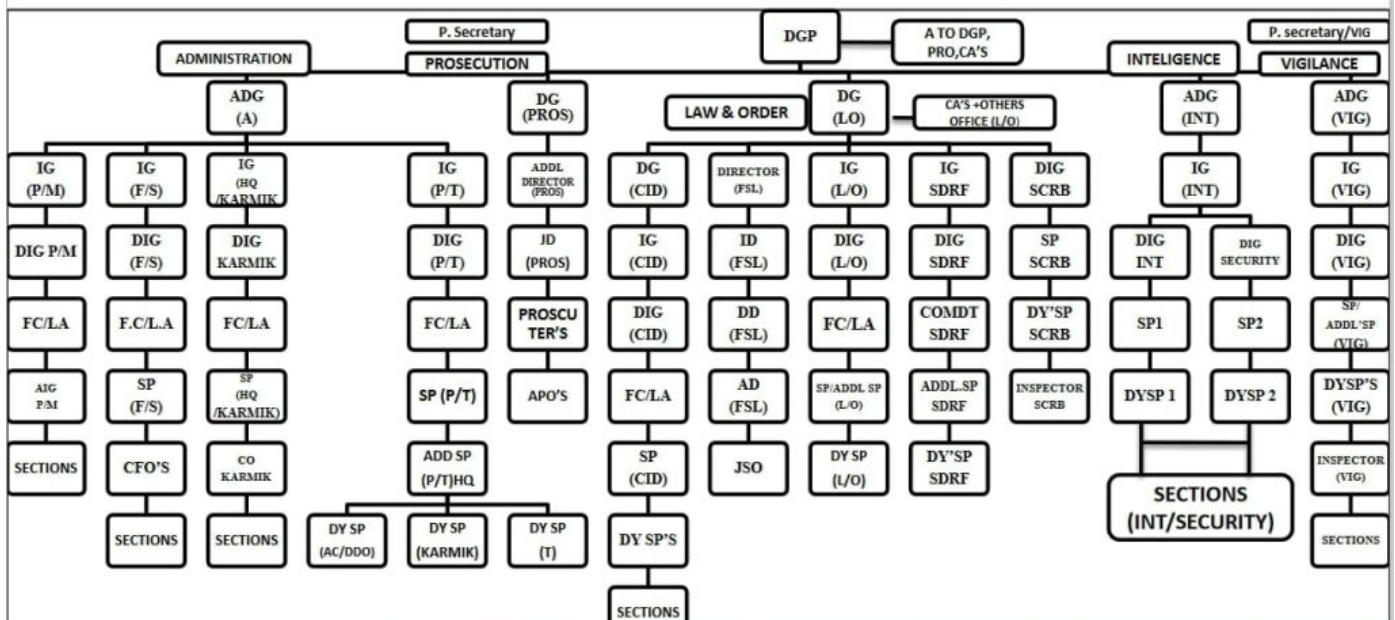 P. Secretary
DGP
A TO DGP,
PRO,CA'S
P. secretary/VIG
ADMINISTRATION
PROSECUTION
INTELIGENCE
VIGILANCE
ADG
(A)
DG
(PROS)
LAW & ORDER
DG
(LO)
CA'S +OTHERS
OFFICE (L/O)
ADG
(INT)
ADG
(VIG)
IG
(P/M)
IG
(F/S)
IG
(HQ
/KARMIK
IG
(P/T)
ADDL
DIRECTOR
(PROS)
DG
(CID)
DIRECTOR
(FSL)
IG
(L/O)
IG
SDRF
DIG
SCRB
IG
(INT)
IG
(VIG)
DIG P/M
DIG
(F/S)
DIG
KARMIK
DIG
(P/T)
JD
(PROS)
IG
(CID)
ID
(FSL)
DIG
(L/O)
DIG
SDRF
SP
SCRB
DIG
INT
DIG
SECURITY
DIG
(VIG)
FC/LA
F.C/L.A
FC/LA
FC/LA
PROSCU
TER'S
DIG
(CID)
DD
(FSL)
FC/LA
COMDT
SDRF
DY'SP
SCRB
SP1
SP2
SP/
ADDL'SP
(VIG)
AIG
P/M
SP
(F/S)
SP
(HQ
/KARMIK)
SP (P/T)
APO'S
FC/LA
AD
(FSL)
SP/ADDL SP
(L/O)
ADDL.SP
SDRF
INSPECTOR
SCRB
DYSP 1
DYSP 2
DYSP'S
(VIG)
SECTIONS
CFO'S
CO
KARMIK
ADD SP
(P/T)HQ
SP
(CID)
JSO
DY SP
(L/O)
DY'SP
SDRF
SECTIONS
(INT/SECURITY)
INSPECTOR
(VIG)
SECTIONS
SECTIONS
DY SP
(AC/DDO)
DY SP
(KARMIK)
DY SP
(T)
DY SP'S
SECTIONS
SECTIONS